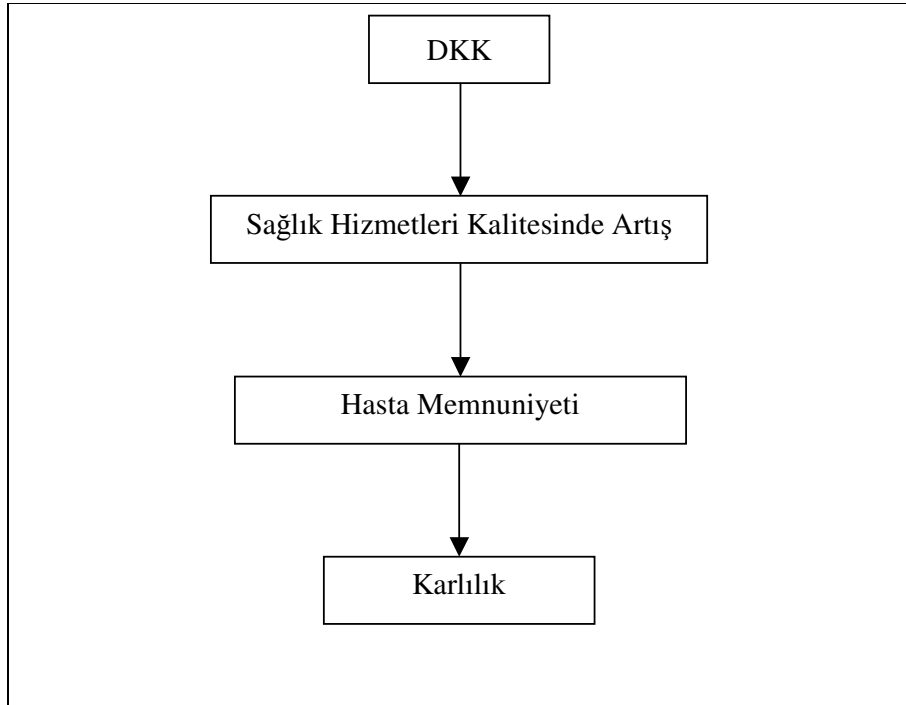 DKK
Sağlık Hizmetleri Kalitesinde Artış
Hasta Memnuniyeti
Karlılık